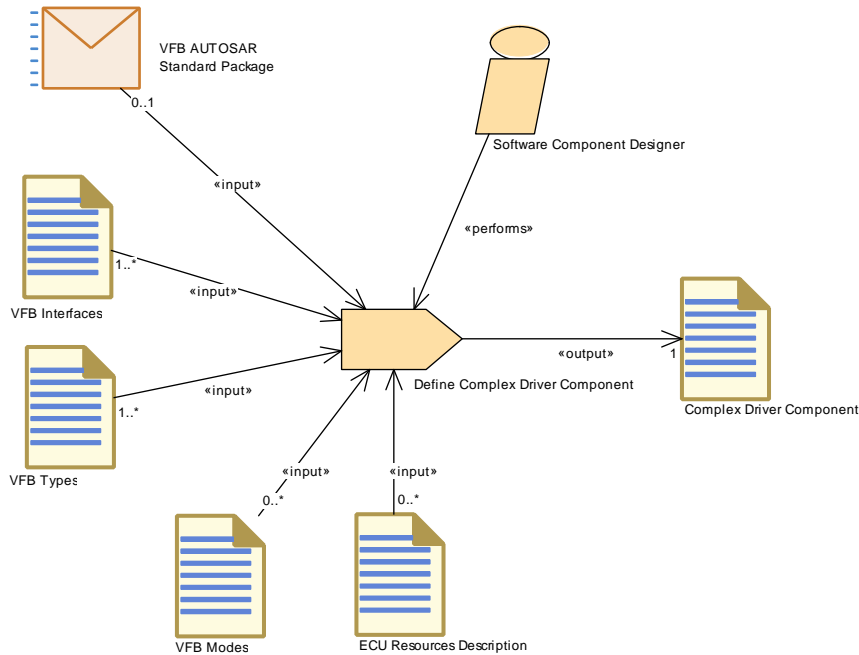 VFB AUTOSAR
Standard Package
0..1
Software Component Designer
«input»
«performs»
1..*
«input»
VFB Interfaces
«output»
1
Define Complex Driver Component
«input»
1..*
Complex Driver Component
«input»
«input»
VFB Types
0..*
0..*
VFB Modes
ECU Resources Description